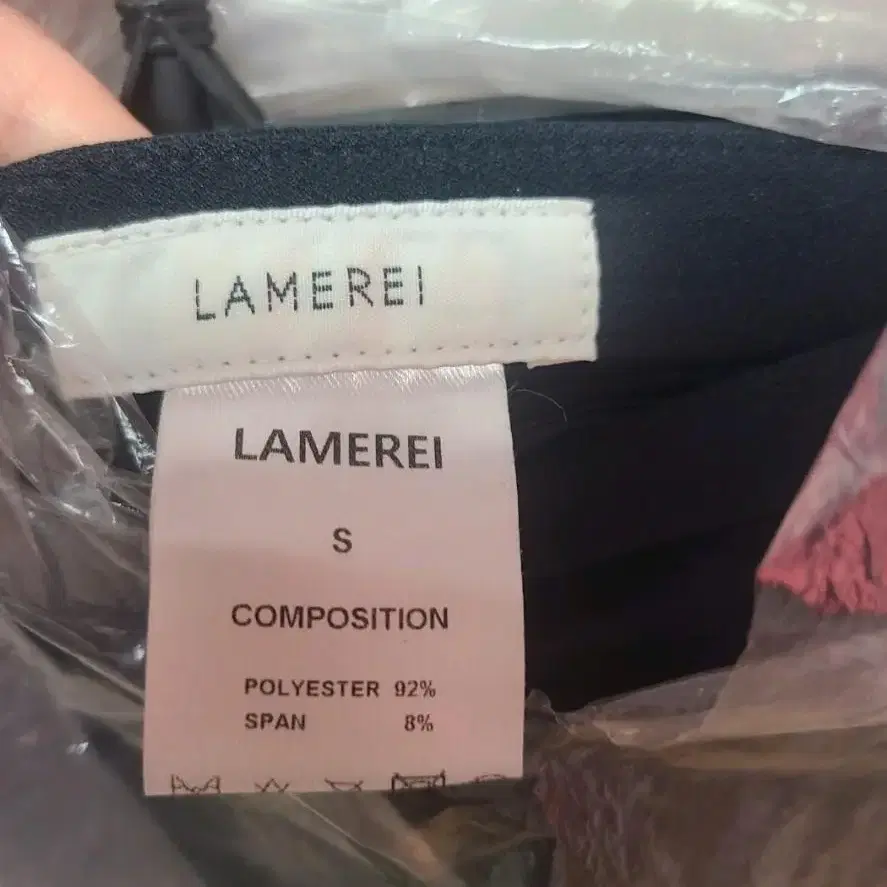 LAMEREI
LAMEREI
S
COMPOSITION
POLYESTER 92%
SPAN 8%